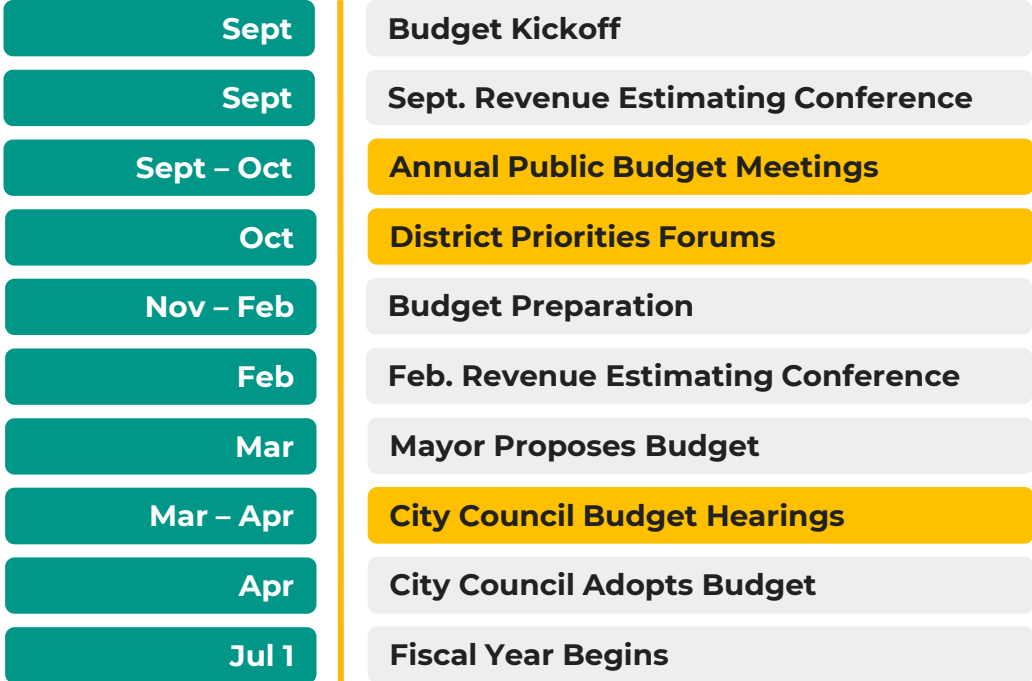 Sept Budget Kickoff
Sept Sept. Revenue Estimating Conference
Sept – Oct Annual Public Budget Meetings
Oct District Priorities Forums
Nov – Feb Budget Preparation
Feb Feb. Revenue Estimating Conference
Mar Mayor Proposes Budget
Mar – Apr City Council Budget Hearings
Apr City Council Adopts Budget
Jul 1 Fiscal Year Begins